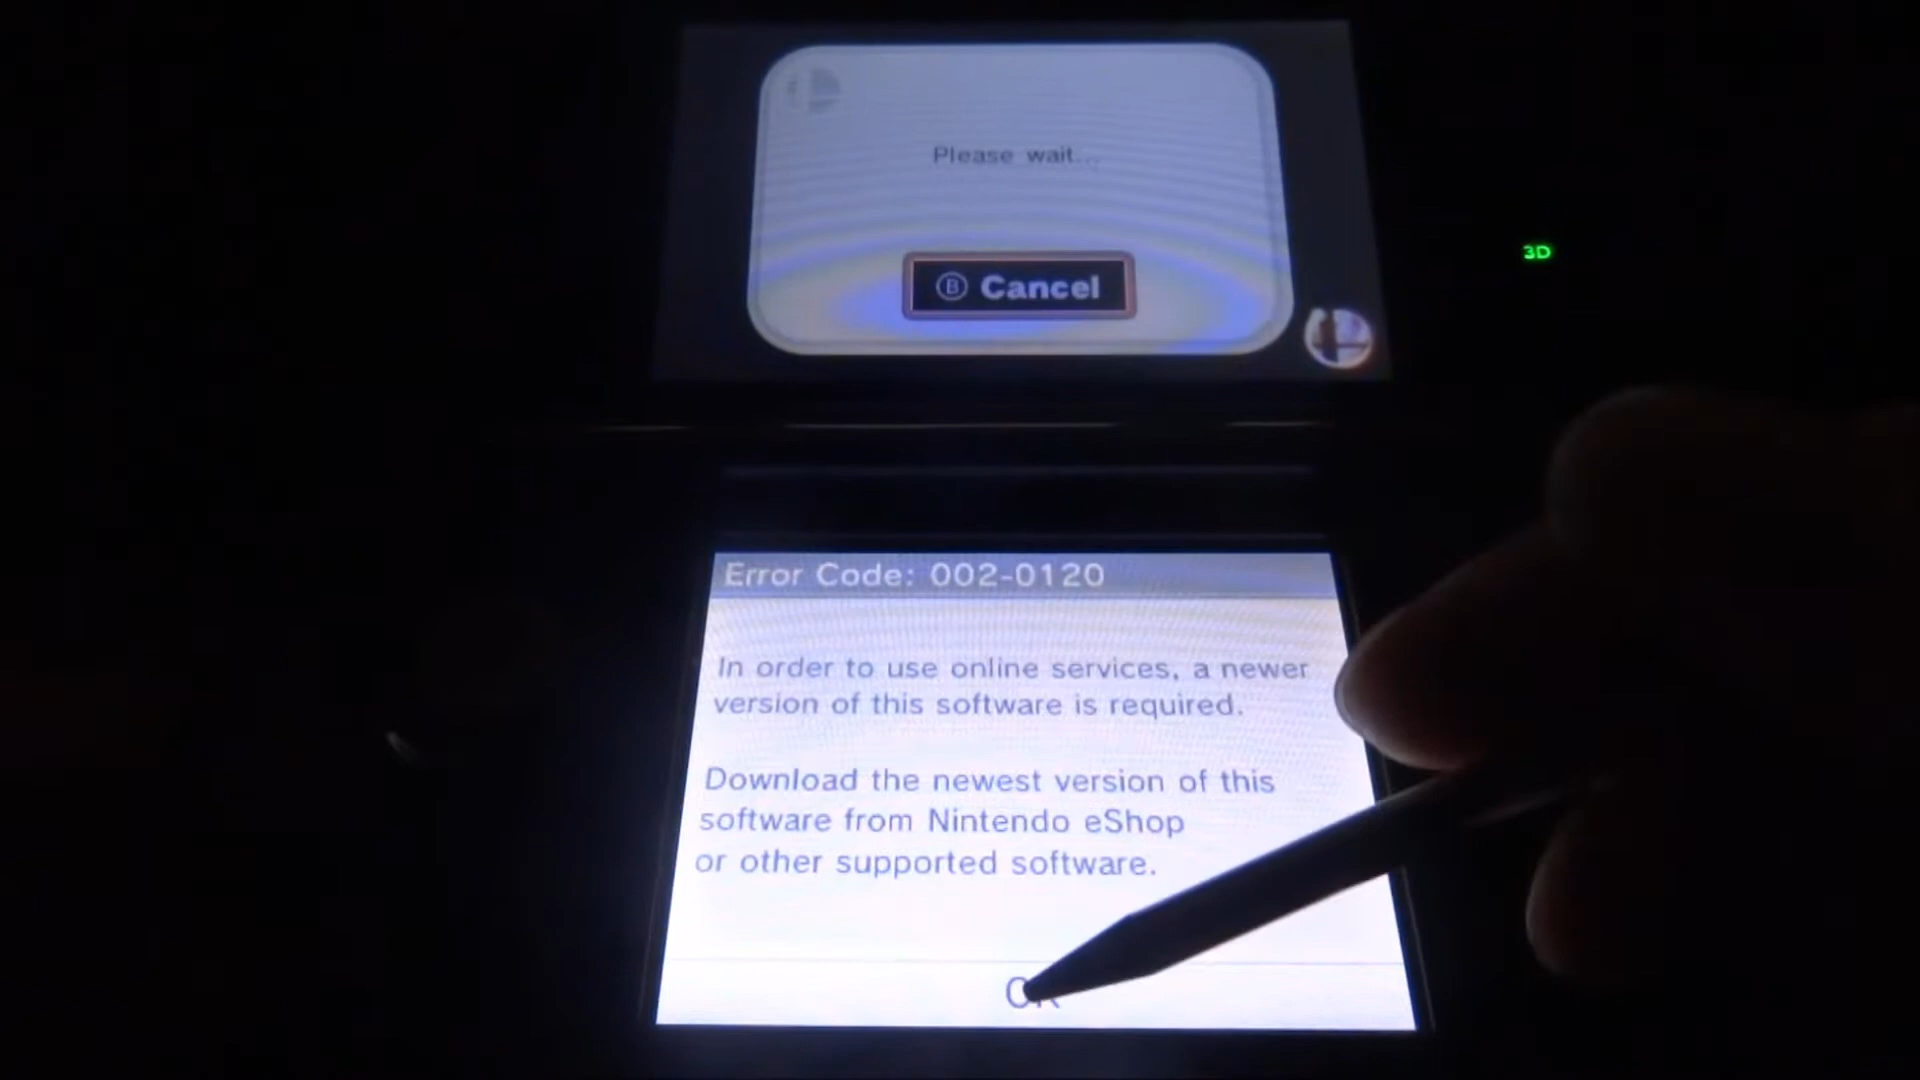 Please wait...
B Cancel
3D
Error Code: 002-0120
In order to use online services, a newer
version of this software is required.
Download the newest version of this
software from Nintendo eShop
or other supported software.
OK